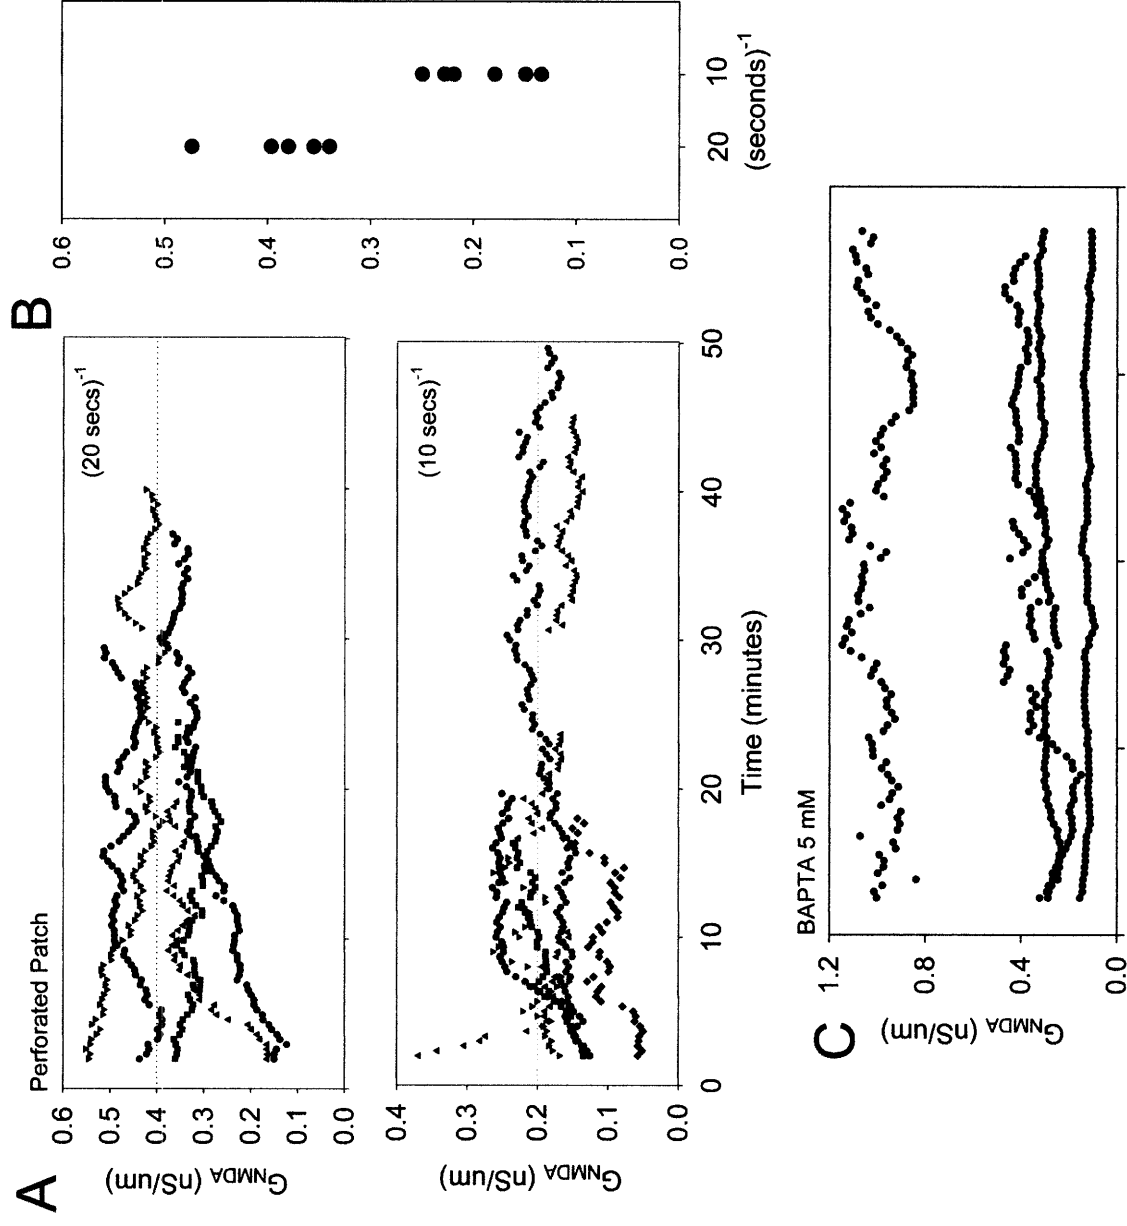 A
Perforated Patch
(20 secs)-1
GNMDA (nS/um)
0.6
0.5
0.4
0.3
0.2
0.1
0.0
(10 secs)-1
GNMDA (nS/um)
0.4
0.3
0.2
0.1
0.0
0 10 20 30 40 50
Time (minutes)
B
0.6
0.5
0.4
0.3
0.2
0.1
0.0
20 10
(seconds)-1
C
BAPTA 5 mM
GNMDA (nS/um)
1.2
0.8
0.4
0.0